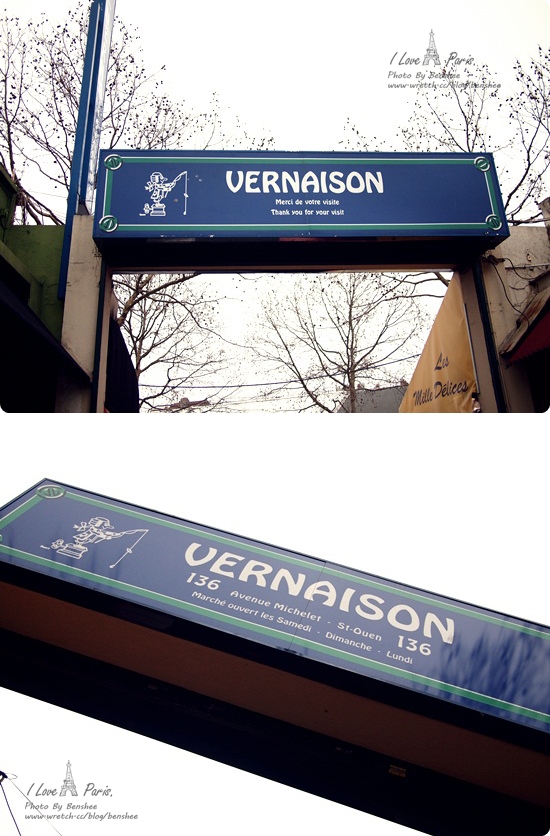 I Love Paris.
Photo By Benshee
www.wretch.cc/blog/benshee
VERNAISON
Merci de votre visite
Thank you for your visit
Les
Mille Délices
VERNAISON
136 Avenue Michelet - St-Ouen 136
Marché ouvert les Samedi - Dimanche - Lundi
I Love Paris.
Photo By Benshee
www.wretch.cc/blog/benshee